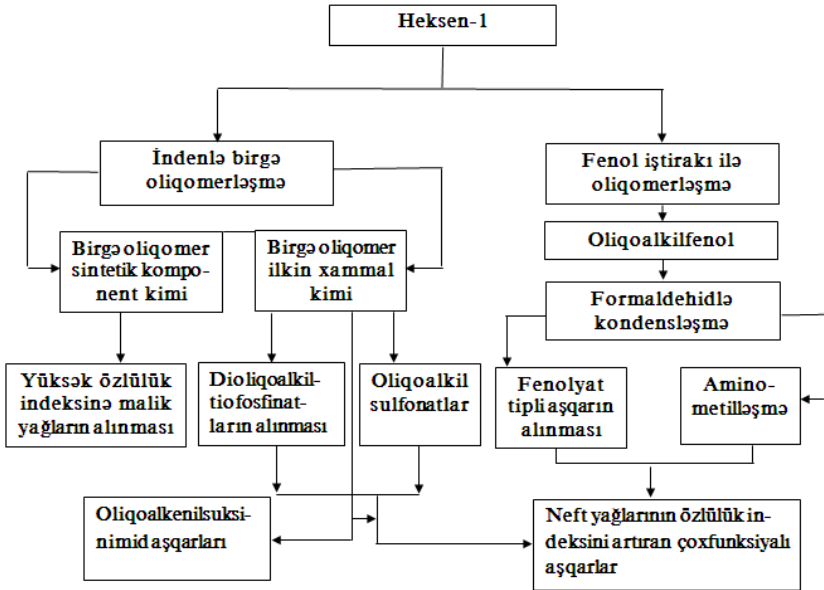 Heksen-1
İndenlə birgə
oliqomerləşmə
Fenol iştirakı ilə
oliqomerləşmə
Birgə oliqomer
sintetik kompo-
nent kimi
Birgə oliqomer
ilkin xammal
kimi
Oliqoalkilfenol
Formaldehidlə
kondensləşmə
Yüksək özlülük
indeksinə malik
yağların alınması
Dioliqoalkil-
tiofosfinat-
ların alınması
Oliqoalkil
sulfonatlar
Fenolyat
tipli aşqarın
alınması
Amino-
metilləşmə
Oliqoalkenilsuksi-
nimid aşqarları
Neft yağlarının özlülük in-
deksini artıran çoxfunksiyalı
aşqarlar